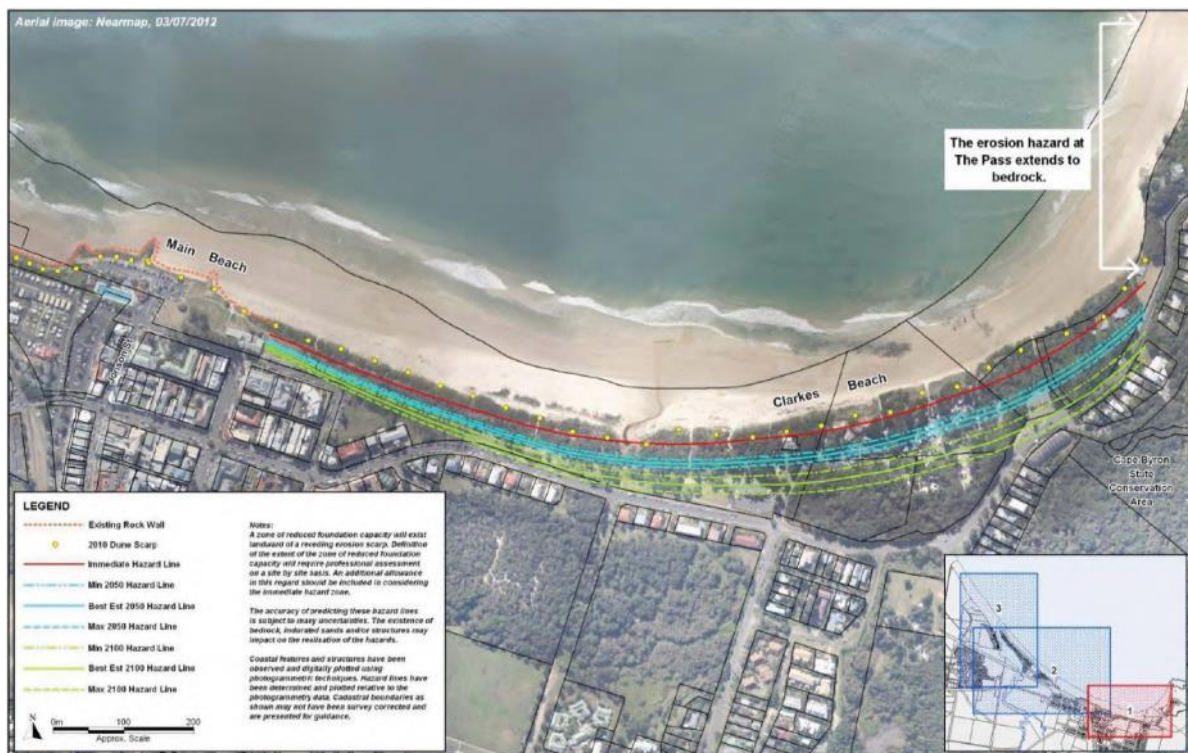 Aerial image: Nearmap, 03/07/2012
The erosion hazard at
The Pass extends to
bedrock.
Main Beach
Clarkes Beach
Jonson St
Cape Byron
State
Conservation
Area
LEGEND
Existing Rock Wall
2010 Dune Scarp
Immediate Hazard Line
Min 2050 Hazard Line
Best Est 2050 Hazard Line
Max 2050 Hazard Line
Min 2100 Hazard Line
Best Est 2100 Hazard Line
Max 2100 Hazard Line
N
0m 100 200
Approx. Scale
Notes:
A zone of reduced foundation capacity will exist
landward of a receding erosion scarp. Definition
of the extent of the zone of reduced foundation
capacity will require professional assessment
on a site by site basis. An additional allowance
in this regard should be included in considering
the immediate hazard zone.
The accuracy of predicting these hazard lines
is subject to many uncertainties. The existence of
bedrock, indurated sands and/or structures may
impact on the realisation of the hazards.
Coastal features and structures have been
observed and digitally plotted using
photogrammetric techniques. Hazard lines have
been determined and plotted relative to the
photogrammetry data. Cadastral boundaries as
shown may not have been survey corrected and
are presented for guidance.
3
2
1